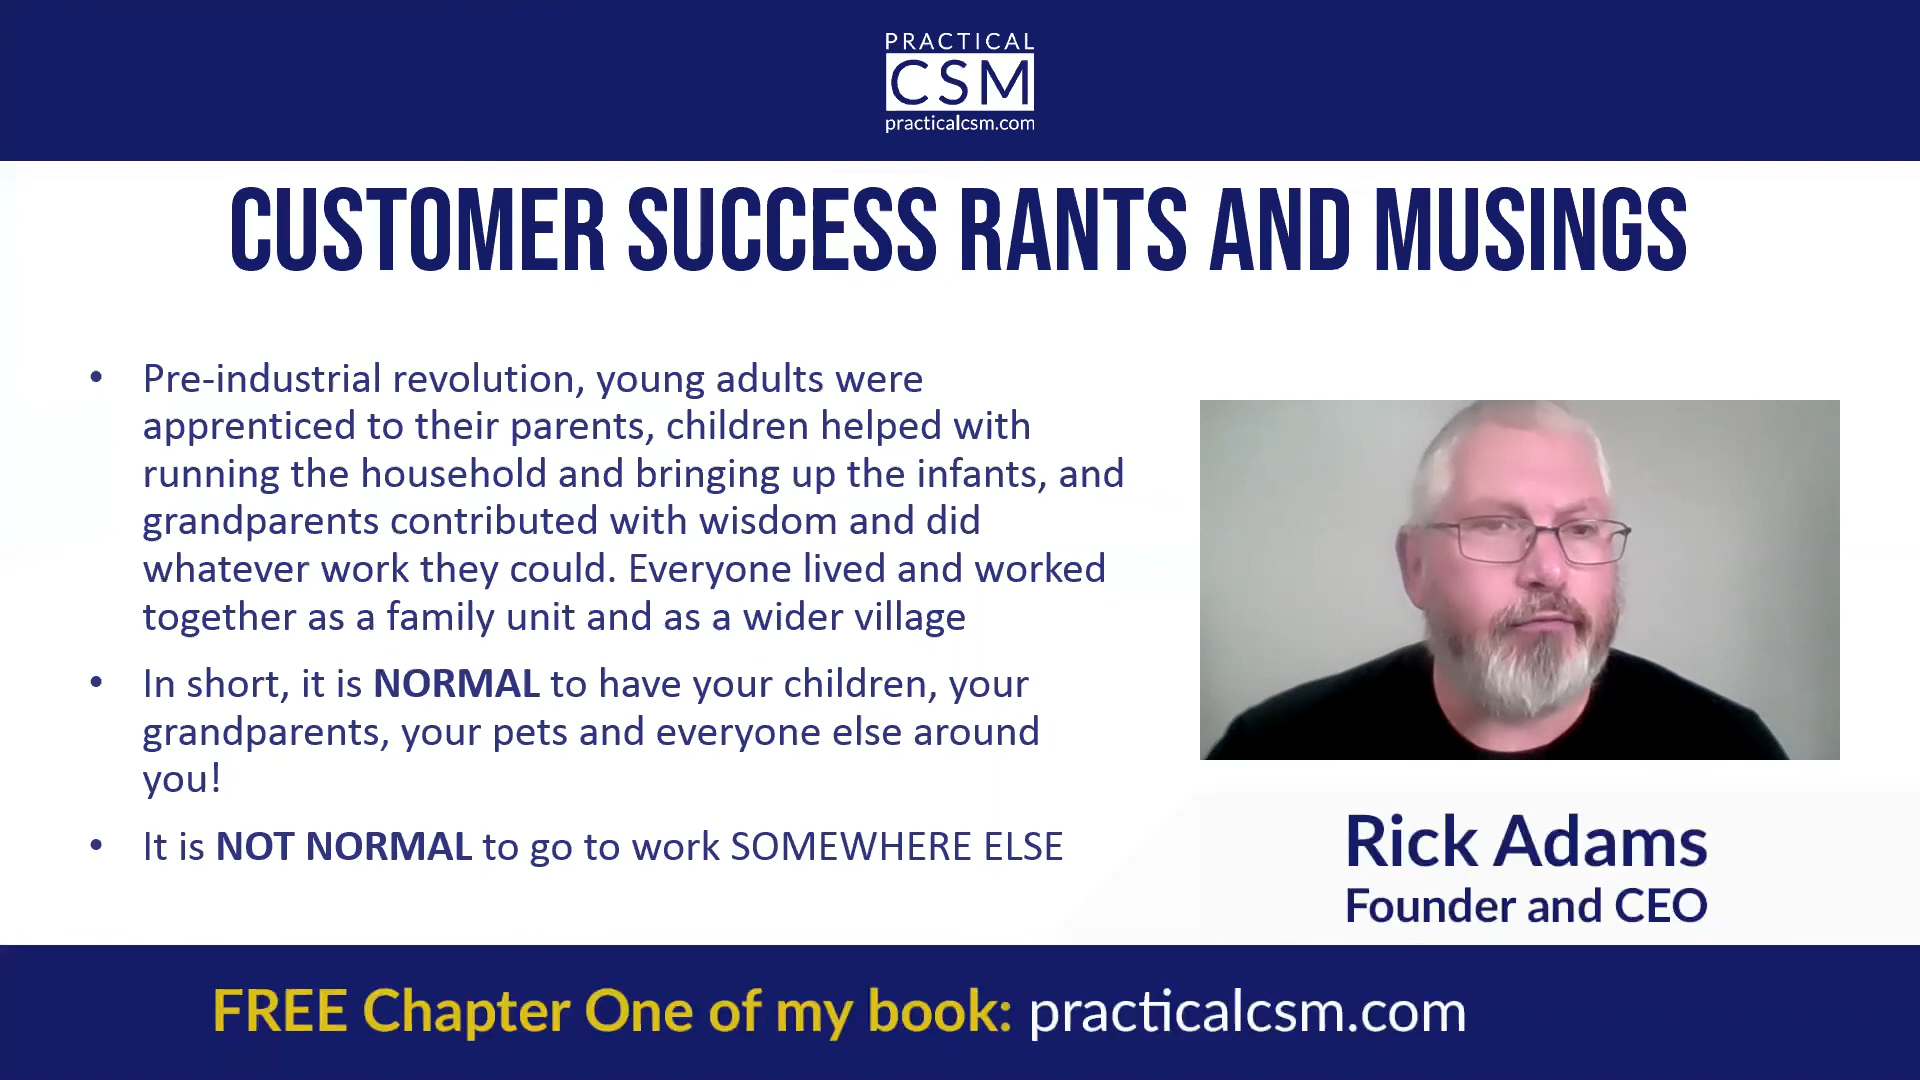 PRACTICAL
CSM
practicalcsm.com
CUSTOMER SUCCESS RANTS AND MUSINGS
• Pre-industrial revolution, young adults were
apprenticed to their parents, children helped with
running the household and bringing up the infants, and
grandparents contributed with wisdom and did
whatever work they could. Everyone lived and worked
together as a family unit and as a wider village
• In short, it is NORMAL to have your children, your
grandparents, your pets and everyone else around
you!
• It is NOT NORMAL to go to work SOMEWHERE ELSE
Rick Adams
Founder and CEO
FREE Chapter One of my book: practicalcsm.com